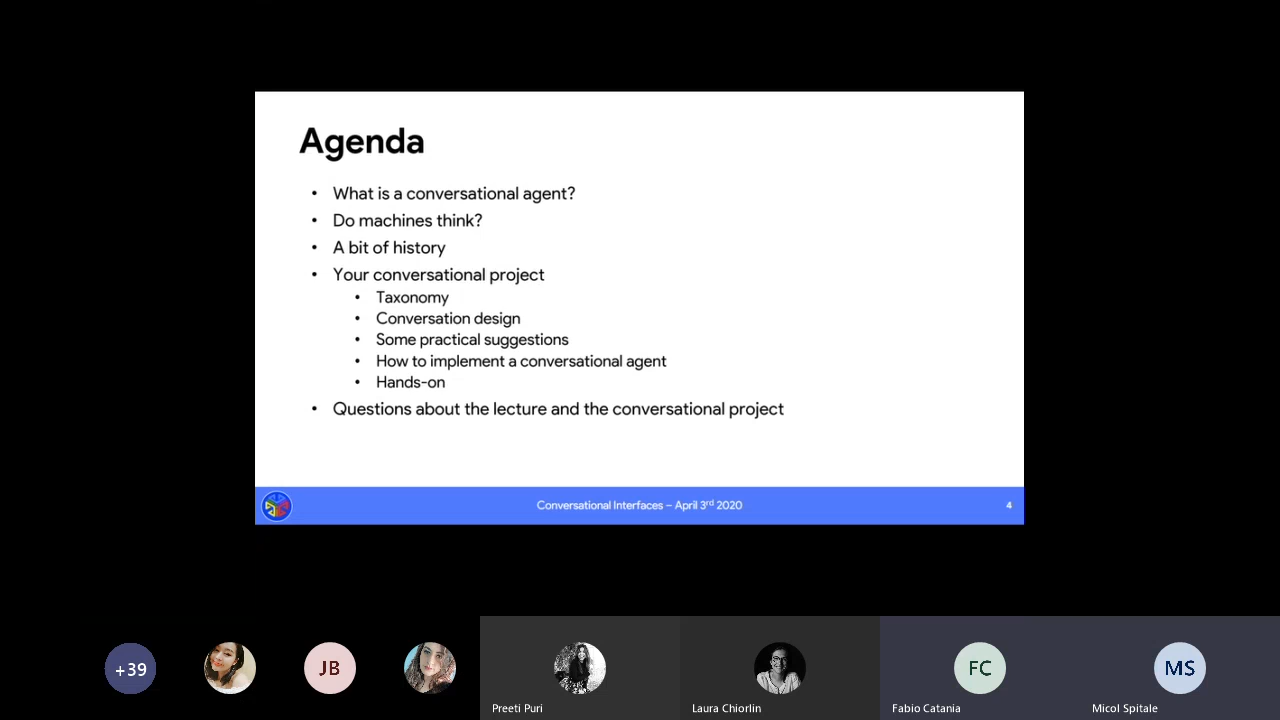 Agenda
• What is a conversational agent?
• Do machines think?
• A bit of history
• Your conversational project
• Taxonomy
• Conversation design
• Some practical suggestions
• How to implement a conversational agent
• Hands-on
• Questions about the lecture and the conversational project
Conversational Interfaces – April 3rd 2020
4
+39
JB
FC
MS
Preeti Puri
Laura Chiorlin
Fabio Catania
Micol Spitale